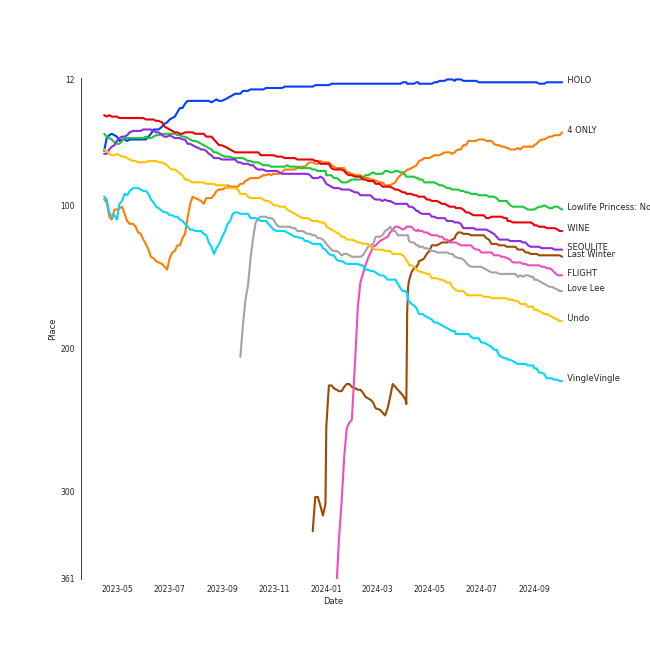 12
HOLO
4 ONLY
100
Lowlife Princess: No
WINE
SEOULITE
Last Winter
FLIGHT
Love Lee
Place
Undo
200
VingleVingle
300
361
2023-05 2023-07 2023-09 2023-11 2024-01 2024-03 2024-05 2024-07 2024-09
Date